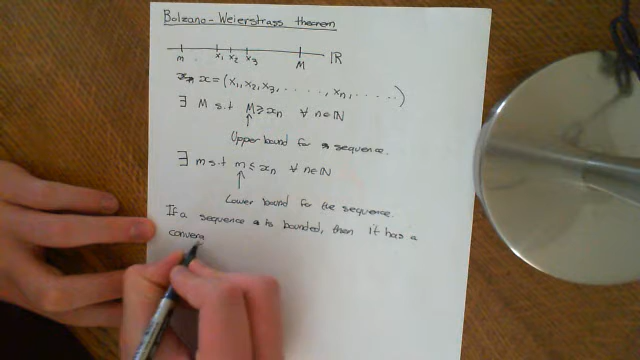 Bolzano-Weierstrass theorem
m x₁ x₂ x₃ M ℝ
x=(x₁, x₂, x₃, ......, xₙ, .....)
∃ M s.t M ≥ xₙ ∀ n∈ℕ
Upper bound for sequence.
∃ m s.t m ≤ xₙ ∀ n∈ℕ
Lower bound for the sequence.
If a sequence is bounded, then it has a
converg